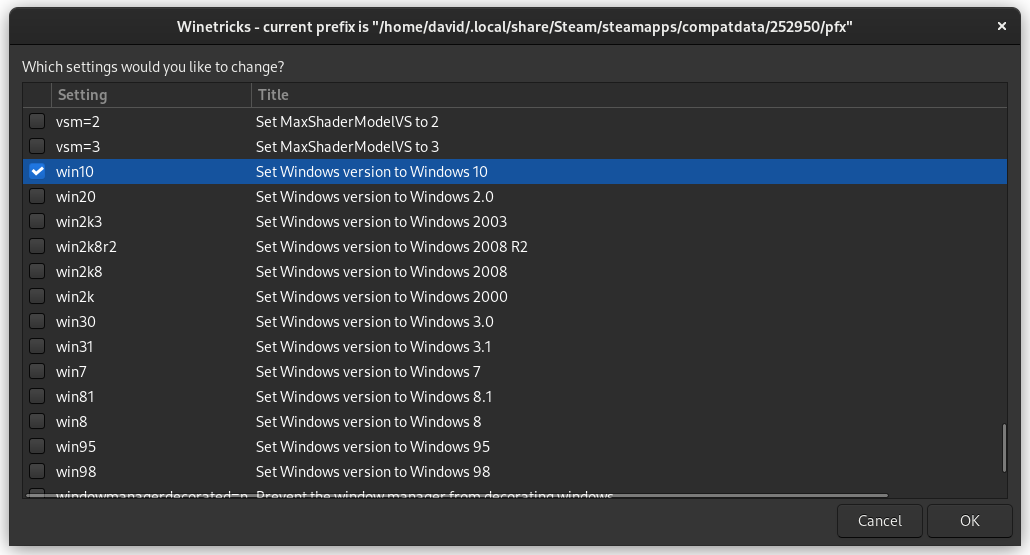 Winetricks - current prefix is "/home/david/.local/share/Steam/steamapps/compatdata/252950/pfx"
Which settings would you like to change?
Setting Title
vsm=2 Set MaxShaderModelVS to 2
vsm=3 Set MaxShaderModelVS to 3
win10 Set Windows version to Windows 10
win20 Set Windows version to Windows 2.0
win2k3 Set Windows version to Windows 2003
win2k8r2 Set Windows version to Windows 2008 R2
win2k8 Set Windows version to Windows 2008
win2k Set Windows version to Windows 2000
win30 Set Windows version to Windows 3.0
win31 Set Windows version to Windows 3.1
win7 Set Windows version to Windows 7
win81 Set Windows version to Windows 8.1
win8 Set Windows version to Windows 8
win95 Set Windows version to Windows 95
win98 Set Windows version to Windows 98
windowmanagerdecorated=n Prevent the window manager from decorating windows
Cancel OK